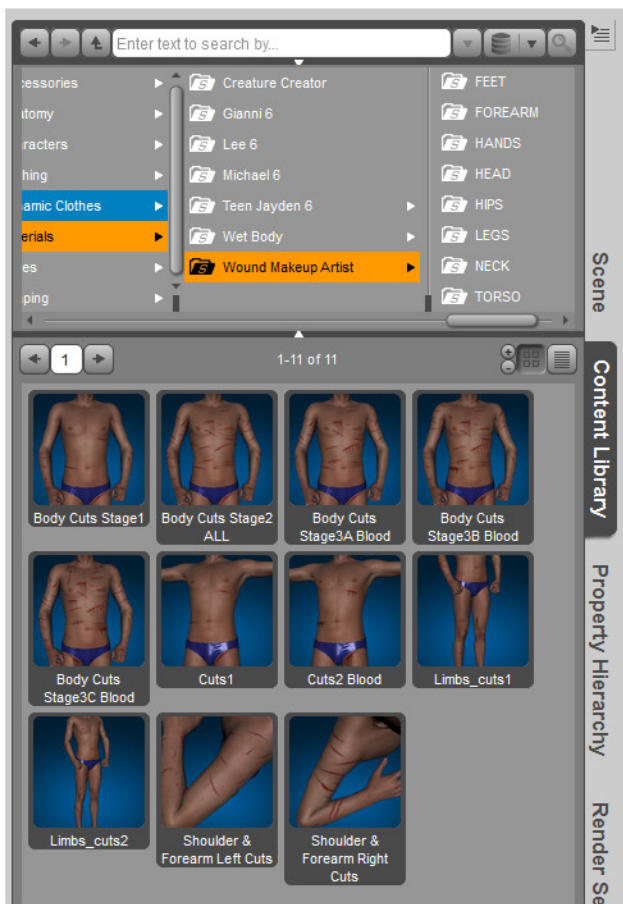 Enter text to search by...
cessories
tomy
racters
thing
amic Clothes
erials
es
ping
Creature Creator
Gianni 6
Lee 6
Michael 6
Teen Jayden 6
Wet Body
Wound Makeup Artist
FEET
FOREARM
HANDS
HEAD
HIPS
LEGS
NECK
TORSO
1
1-11 of 11
Body Cuts Stage1
Body Cuts Stage2
ALL
Body Cuts
Stage3A Blood
Body Cuts
Stage3B Blood
Body Cuts
Stage3C Blood
Cuts1
Cuts2 Blood
Limbs_cuts1
Limbs_cuts2
Shoulder &
Forearm Left Cuts
Shoulder &
Forearm Right
Cuts
Scene
Content Library
Property Hierarchy
Render Se